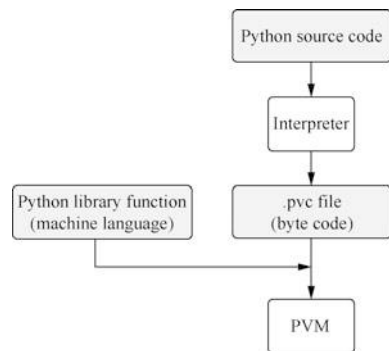 Python source code
Interpreter
Python library function
(machine language)
.pvc file
(byte code)
PVM